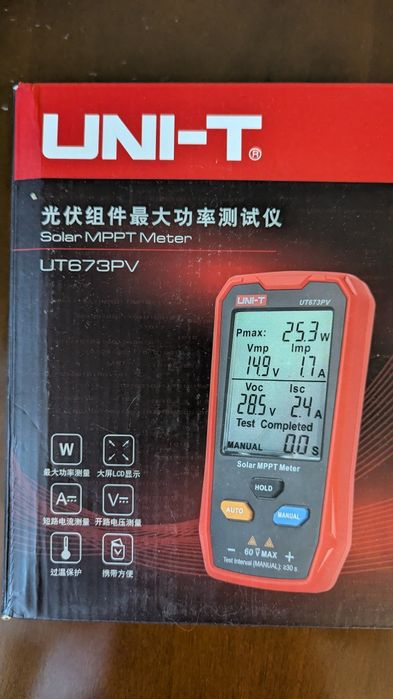 UNI-T®
光伏组件最大功率测试仪
Solar MPPT Meter
UT673PV
UNI-T UT673PV
Pmax: 25.3 W
Vmp Imp
14.9 V 1.7 A
Voc Isc
28.5 V 2.4 A
Test Completed
MANUAL 0.0 S
Solar MPPT Meter
HOLD
AUTO MANUAL
− 60 V MAX +
Test Interval (MANUAL): ≥30 s
W
最大功率测量 大屏LCD显示
A V
短路电流测量 开路电压测量
过温保护 携带方便